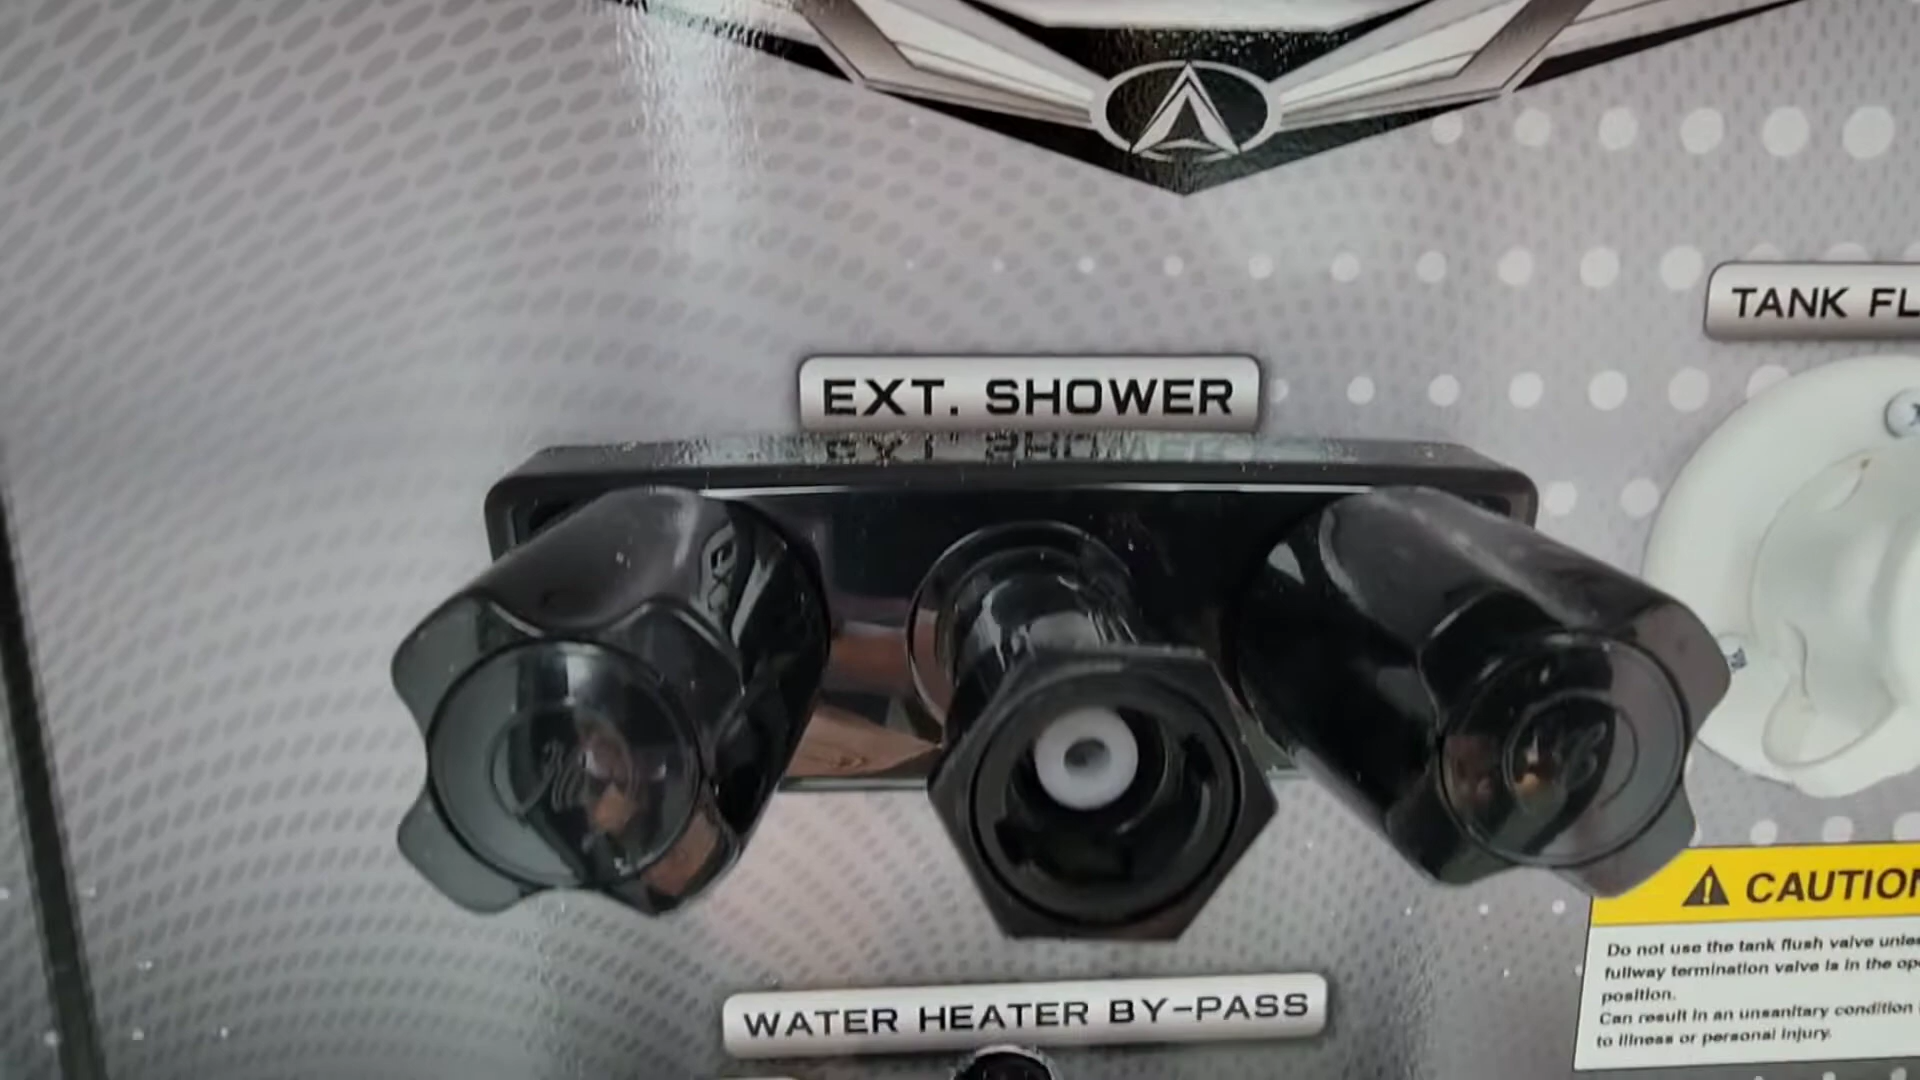 TANK FL
EXT. SHOWER
WATER HEATER BY-PASS
CAUTION
Do not use the tank flush valve unles
fullway termination valve is in the op
position.
Can result in an unsanitary condition
to illness or personal injury.